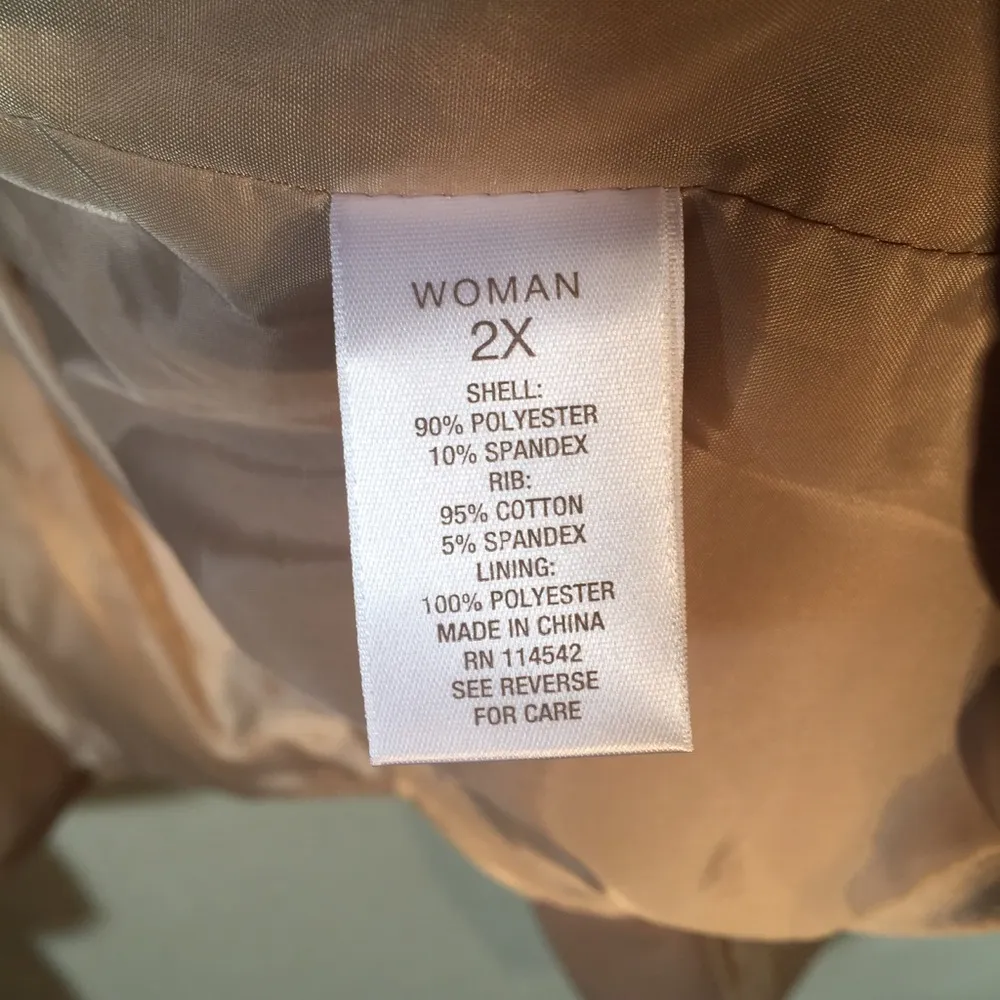 WOMAN
2X
SHELL:
90% POLYESTER
10% SPANDEX
RIB:
95% COTTON
5% SPANDEX
LINING:
100% POLYESTER
MADE IN CHINA
RN 114542
SEE REVERSE
FOR CARE